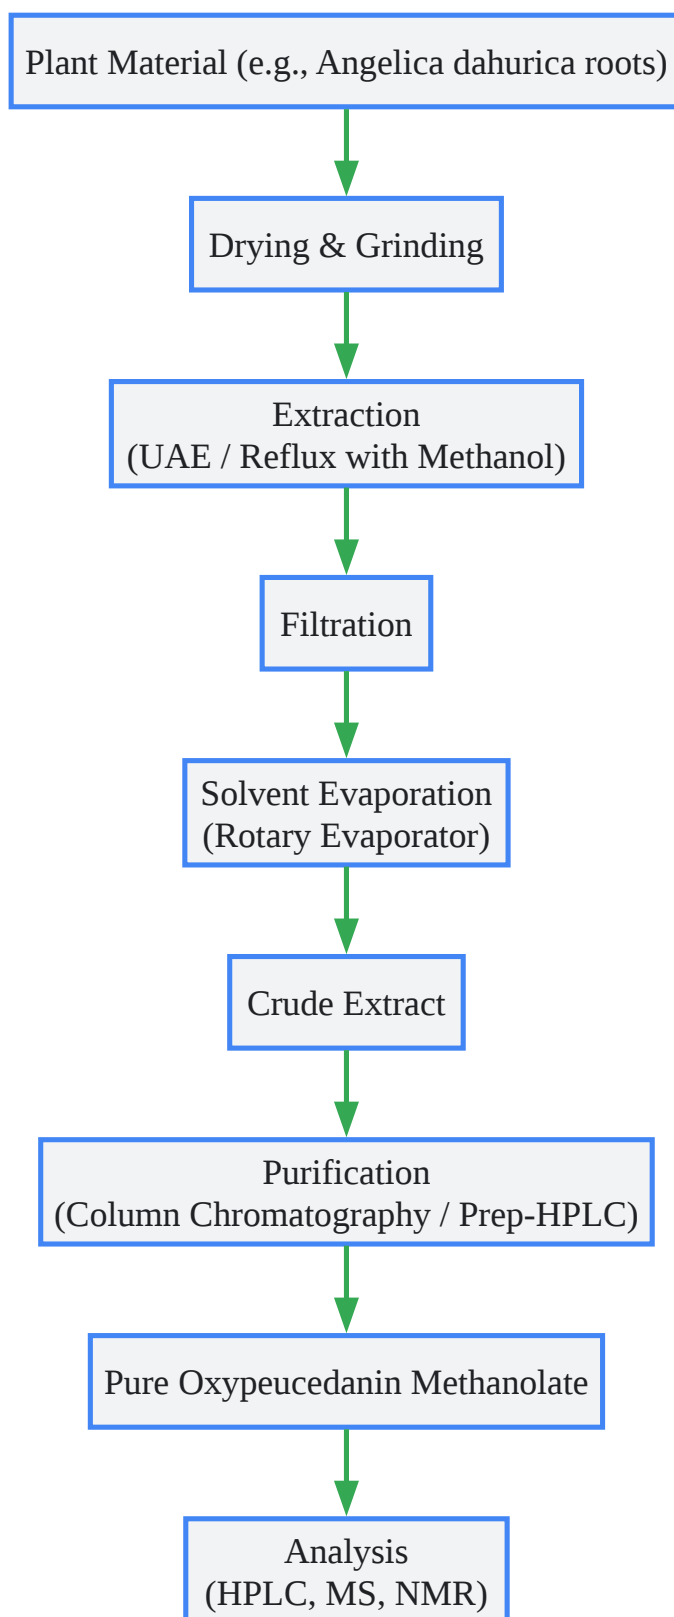 Plant Material (e.g., Angelica dahurica roots)
Drying & Grinding
Extraction
(UAE / Reflux with Methanol)
Filtration
Solvent Evaporation
(Rotary Evaporator)
Crude Extract
Purification
(Column Chromatography / Prep-HPLC)
Pure Oxypeucedanin Methanolate
Analysis
(HPLC, MS, NMR)